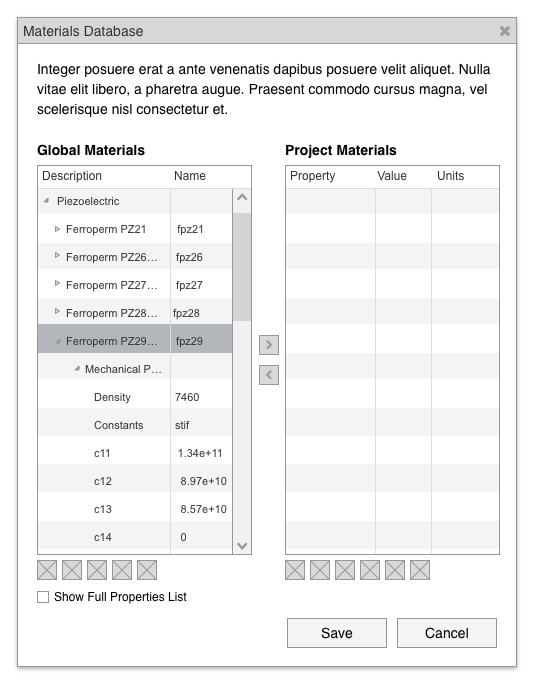 Materials Database
Integer posuere erat a ante venenatis dapibus posuere velit aliquet. Nulla
vitae elit libero, a pharetra augue. Praesent commodo cursus magna, vel
scelerisque nisl consectetur et.
Global Materials
Description Name
Piezoelectric
Ferroperm PZ21 fpz21
Ferroperm PZ26... fpz26
Ferroperm PZ27... fpz27
Ferroperm PZ28... fpz28
Ferroperm PZ29... fpz29
Mechanical P...
Density 7460
Constants stif
c11 1.34e+11
c12 8.97e+10
c13 8.57e+10
c14 0
Show Full Properties List
Project Materials
Property Value Units
Save Cancel